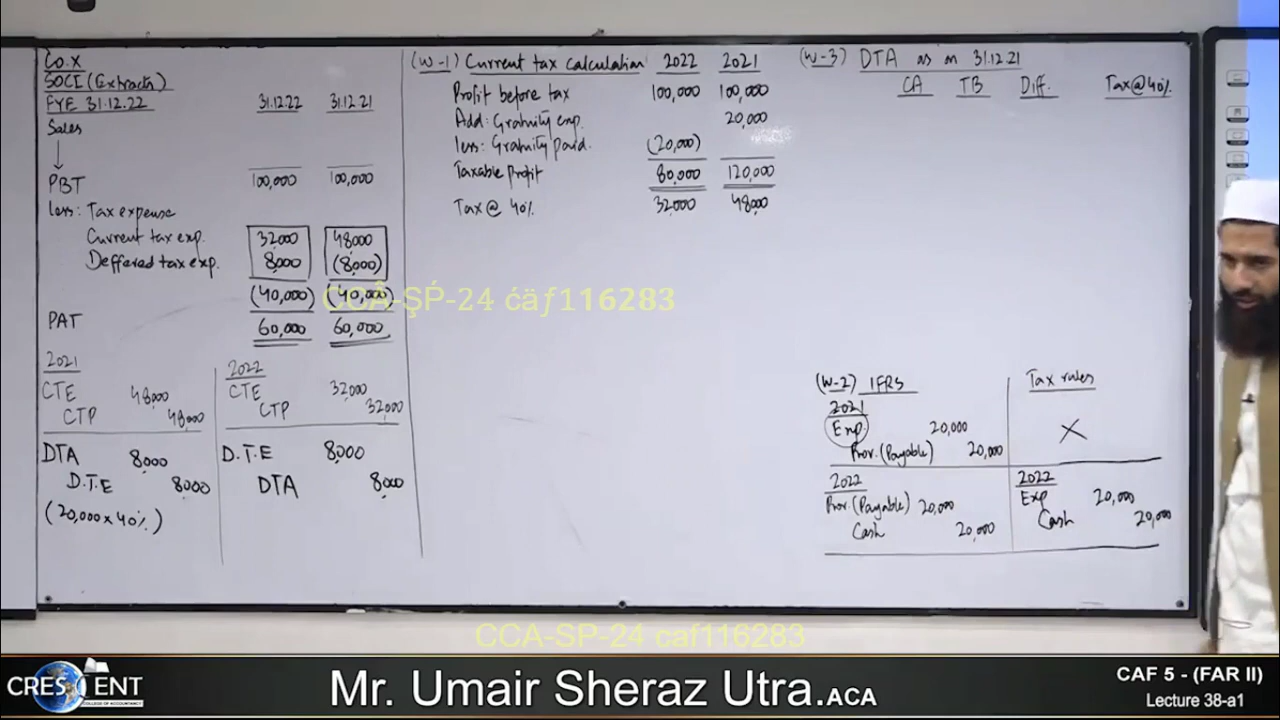 Co. X
SOCI (Extracts)
FYE 31.12.22 31.12.22 31.12.21
Sales
↓
PBT 100,000 100,000
less: Tax expense
Current tax exp. 32000 48000
Deffered tax exp. 8,000 (8,000)
(40,000) (40,000)
PAT 60,000 60,000
2021
CTE 48,000
CTP 48,000
DTA 8,000
D.T.E 8,000
(20,000 x 40%)
2022
CTE 32,000
CTP 32,000
D.T.E 8,000
DTA 8,000
(W-1) Current tax calculation 2022 2021
Profit before tax 100,000 100,000
Add: Gratuity exp. 20,000
less: Gratuity paid. (20,000)
Taxable Profit 80,000 120,000
Tax @ 40% 32000 48000
(W-3) DTA as on 31.12.21
CA TB Diff. Tax@40%
(W-2) IFRS Tax rules
2021
Exp. 20,000 X
Prov. (Payable) 20,000
2022
Prov. (Payable) 20,000
Cash 20,000
2022
Exp 20,000
Cash 20,000
CCA-SP-24 caf116283
CCA-SP-24 caf116283
CRESCENT
COLLEGE OF ACCOUNTANCY
Mr. Umair Sheraz Utra.ACA
CAF 5 - (FAR II)
Lecture 38-a1